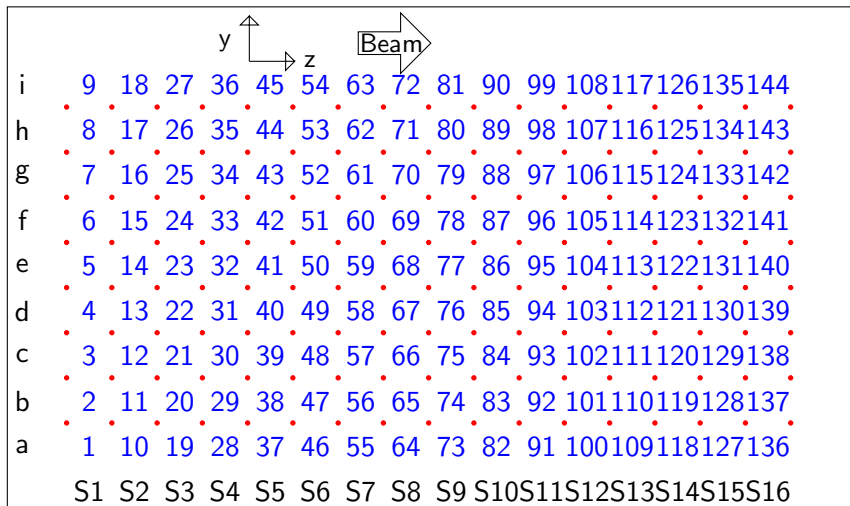 y Beam
z
i 9 18 27 36 45 54 63 72 81 90 99 108 117 126 135 144
h 8 17 26 35 44 53 62 71 80 89 98 107 116 125 134 143
g 7 16 25 34 43 52 61 70 79 88 97 106 115 124 133 142
f 6 15 24 33 42 51 60 69 78 87 96 105 114 123 132 141
e 5 14 23 32 41 50 59 68 77 86 95 104 113 122 131 140
d 4 13 22 31 40 49 58 67 76 85 94 103 112 121 130 139
c 3 12 21 30 39 48 57 66 75 84 93 102 111 120 129 138
b 2 11 20 29 38 47 56 65 74 83 92 101 110 119 128 137
a 1 10 19 28 37 46 55 64 73 82 91 100 109 118 127 136
S1 S2 S3 S4 S5 S6 S7 S8 S9 S10 S11 S12 S13 S14 S15 S16